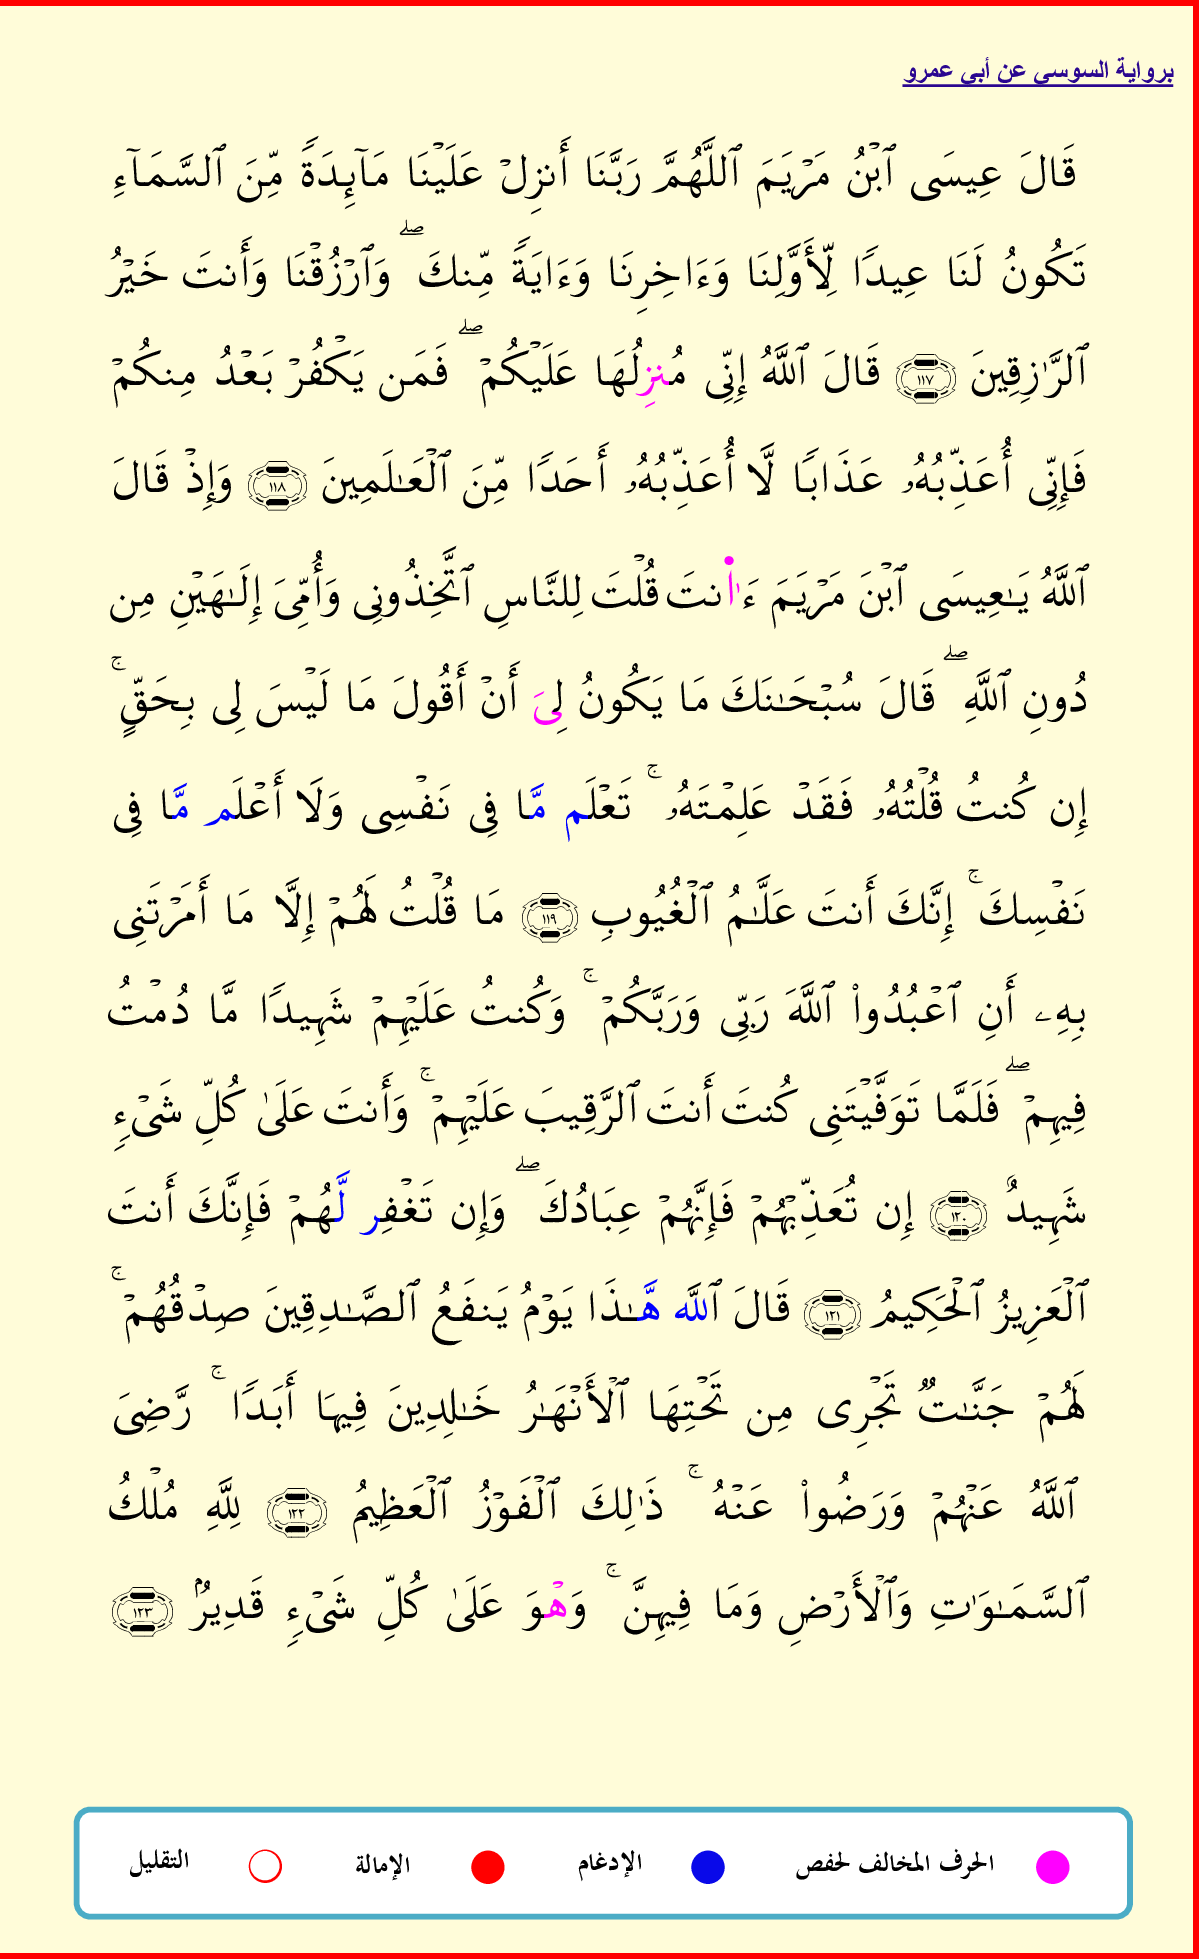 برواية السوسي عن أبي عمرو
قَالَ عِيسَى ٱبۡنُ مَرۡيَمَ ٱللَّهُمَّ رَبَّنَا أَنزِلۡ عَلَيۡنَا مَآئِدَةٗ مِّنَ ٱلسَّمَآءِ
تَكُونُ لَنَا عِيدٗا لِّأَوَّلِنَا وَءَاخِرِنَا وَءَايَةٗ مِّنكَۖ وَٱرۡزُقۡنَا وَأَنتَ خَيۡرُ
ٱلرَّٰزِقِينَ ١١٧ قَالَ ٱللَّهُ إِنِّي مُنزِلُهَا عَلَيۡكُمۡۖ فَمَن يَكۡفُرۡ بَعۡدُ مِنكُمۡ
فَإِنِّي أُعَذِّبُهُۥ عَذَابٗا لَّا أُعَذِّبُهُۥ أَحَدٗا مِّنَ ٱلۡعَٰلَمِينَ ١١٨ وَإِذۡ قَالَ
ٱللَّهُ يَٰعِيسَى ٱبۡنَ مَرۡيَمَ ءَا۬نتَ قُلۡتَ لِلنَّاسِ ٱتَّخِذُونِي وَأُمِّيَ إِلَٰهَيۡنِ مِن
دُونِ ٱللَّهِۖ قَالَ سُبۡحَٰنَكَ مَا يَكُونُ لِيَ أَنۡ أَقُولَ مَا لَيۡسَ لِي بِحَقٍّۚ
إِن كُنتُ قُلۡتُهُۥ فَقَدۡ عَلِمۡتَهُۥۚ تَعۡلَم مَّا فِي نَفۡسِي وَلَا أَعۡلَم مَّا فِي
نَفۡسِكَۚ إِنَّكَ أَنتَ عَلَّٰمُ ٱلۡغُيُوبِ ١١٩ مَا قُلۡتُ لَهُمۡ إِلَّا مَا أَمَرۡتَنِي
بِهِۦ أَنِ ٱعۡبُدُواْ ٱللَّهَ رَبِّي وَرَبَّكُمۡۚ وَكُنتُ عَلَيۡهِمۡ شَهِيدٗا مَّا دُمۡتُ
فِيهِمۡۖ فَلَمَّا تَوَفَّيۡتَنِي كُنتَ أَنتَ ٱلرَّقِيبَ عَلَيۡهِمۡۚ وَأَنتَ عَلَىٰ كُلِّ شَيۡءٖ
شَهِيدٌ ١٢٠ إِن تُعَذِّبۡهُمۡ فَإِنَّهُمۡ عِبَادُكَۖ وَإِن تَغۡفِر لَّهُمۡ فَإِنَّكَ أَنتَ
ٱلۡعَزِيزُ ٱلۡحَكِيمُ ١٢١ قَالَ ٱللَّه هَّٰذَا يَوۡمُ يَنفَعُ ٱلصَّٰدِقِينَ صِدۡقُهُمۡۚ
لَهُمۡ جَنَّٰتٞ تَجۡرِي مِن تَحۡتِهَا ٱلۡأَنۡهَٰرُ خَٰلِدِينَ فِيهَا أَبَدٗاۚ رَّضِيَ
ٱللَّهُ عَنۡهُمۡ وَرَضُواْ عَنۡهُۚ ذَٰلِكَ ٱلۡفَوۡزُ ٱلۡعَظِيمُ ١٢٢ لِلَّهِ مُلۡكُ
ٱلسَّمَٰوَٰتِ وَٱلۡأَرۡضِ وَمَا فِيهِنَّۚ وَهۡوَ عَلَىٰ كُلِّ شَيۡءٖ قَدِيرُۢ ١٢٣
الحرف المخالف لحفص الإدغام الإمالة التقليل